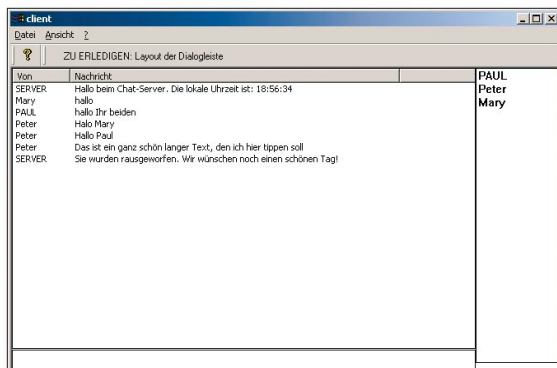 client
Datei Ansicht ?
ZU ERLEDIGEN: Layout der Dialogleiste
Von Nachricht
SERVER Hallo beim Chat-Server. Die lokale Uhrzeit ist: 18:56:34
Mary hallo
PAUL hallo Ihr beiden
Peter Halo Mary
Peter Hallo Paul
Peter Das ist ein ganz schön langer Text, den ich hier tippen soll
SERVER Sie wurden rausgeworfen. Wir wünschen noch einen schönen Tag!
PAUL
Peter
Mary